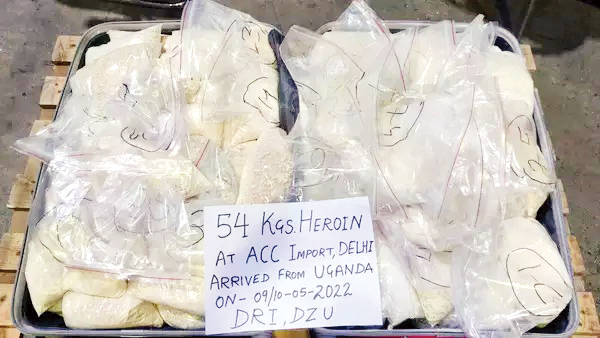 54 KGS. HEROIN
AT ACC IMPORT, DELHI
ARRIVED FROM UGANDA
ON- 09/10-05-2022
DRI, DZU